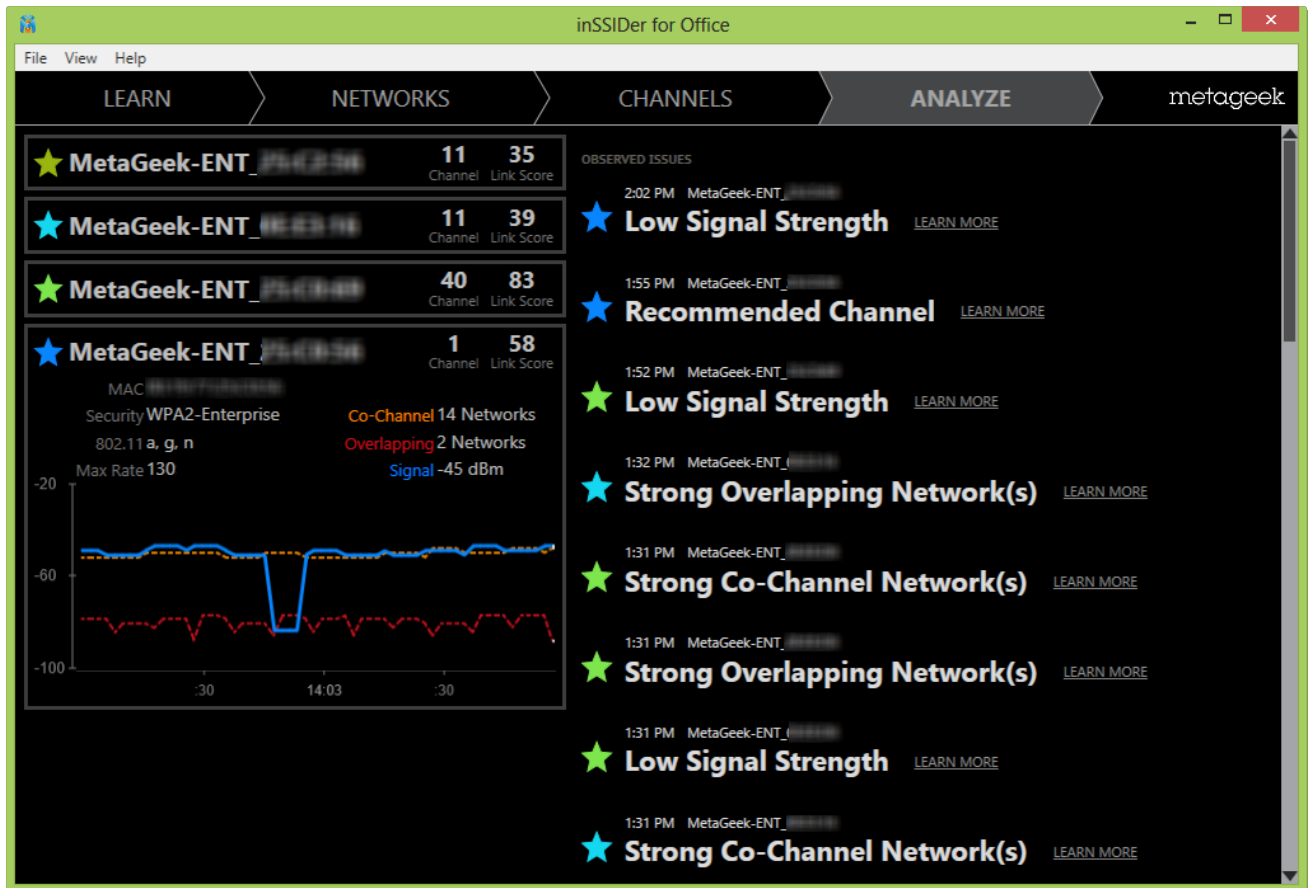 inSSIDer for Office
File View Help
LEARN NETWORKS CHANNELS ANALYZE metageek
MetaGeek-ENT_ 11 35
Channel Link Score
MetaGeek-ENT_ 11 39
Channel Link Score
MetaGeek-ENT_ 40 83
Channel Link Score
MetaGeek-ENT_ 1 58
Channel Link Score
MAC
Security WPA2-Enterprise Co-Channel 14 Networks
802.11 a, g, n Overlapping 2 Networks
Max Rate 130 Signal -45 dBm
-20
-60
-100
:30 14:03 :30
OBSERVED ISSUES
2:02 PM MetaGeek-ENT_
Low Signal Strength LEARN MORE
1:55 PM MetaGeek-ENT_
Recommended Channel LEARN MORE
1:52 PM MetaGeek-ENT_
Low Signal Strength LEARN MORE
1:32 PM MetaGeek-ENT_
Strong Overlapping Network(s) LEARN MORE
1:31 PM MetaGeek-ENT_
Strong Co-Channel Network(s) LEARN MORE
1:31 PM MetaGeek-ENT_
Strong Overlapping Network(s) LEARN MORE
1:31 PM MetaGeek-ENT_
Low Signal Strength LEARN MORE
1:31 PM MetaGeek-ENT_
Strong Co-Channel Network(s) LEARN MORE